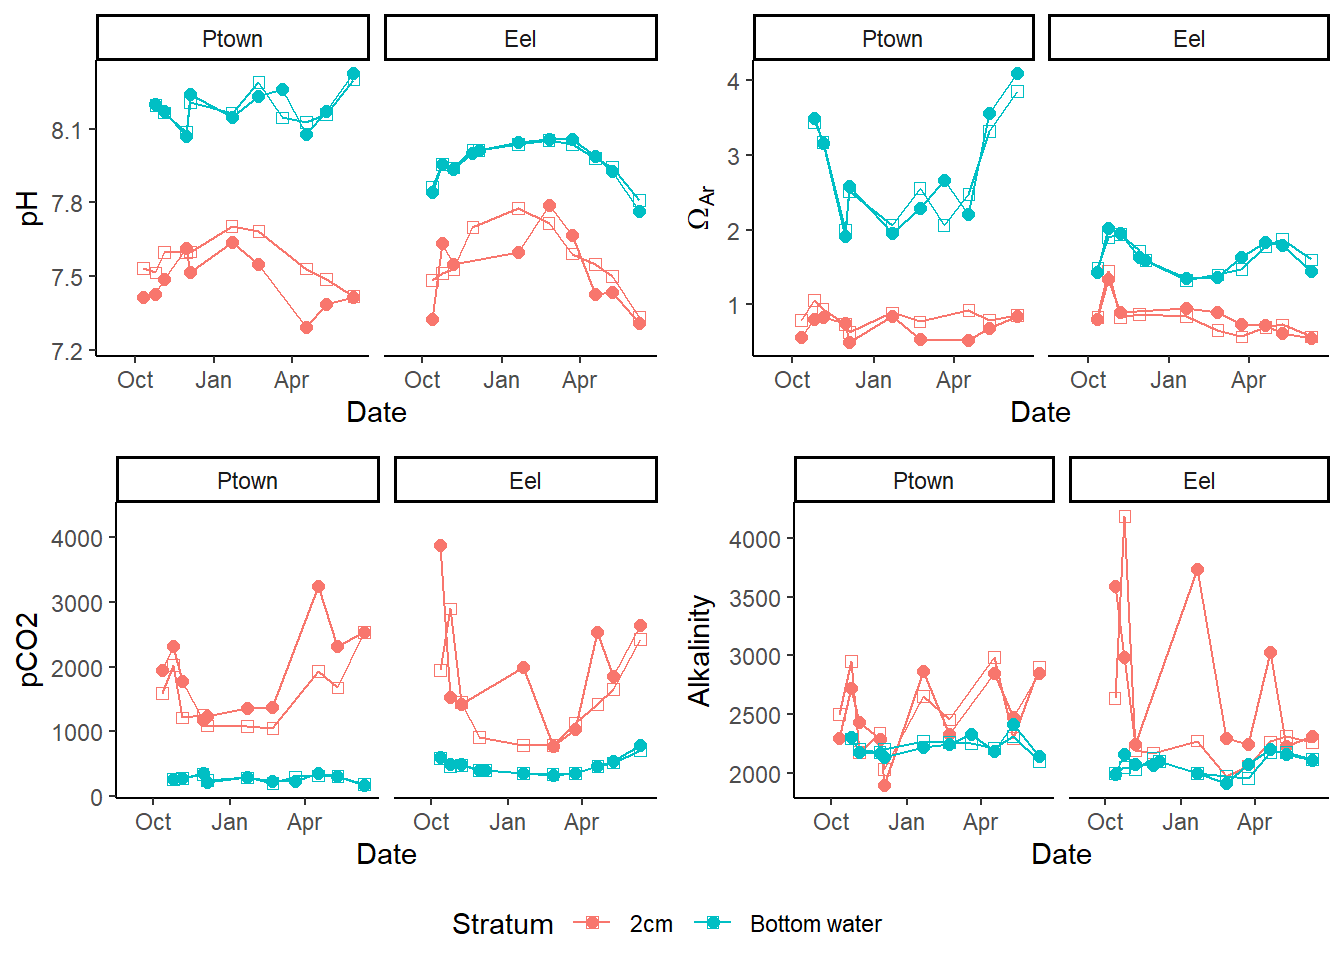 Ptown Eel
pH
8.1
7.8
7.5
7.2
Oct Jan Apr Oct Jan Apr
Date
Ptown Eel
ΩAr
4
3
2
1
Oct Jan Apr Oct Jan Apr
Date
Ptown Eel
pCO2
4000
3000
2000
1000
0
Oct Jan Apr Oct Jan Apr
Date
Ptown Eel
Alkalinity
4000
3500
3000
2500
2000
Oct Jan Apr Oct Jan Apr
Date
Stratum 2cm Bottom water